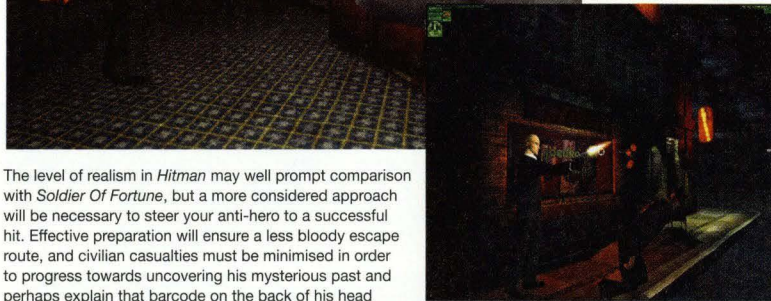 The level of realism in Hitman may well prompt comparison
with Soldier Of Fortune, but a more considered approach
will be necessary to steer your anti-hero to a successful
hit. Effective preparation will ensure a less bloody escape
route, and civilian casualties must be minimised in order
to progress towards uncovering his mysterious past and
perhaps explain that barcode on the back of his head